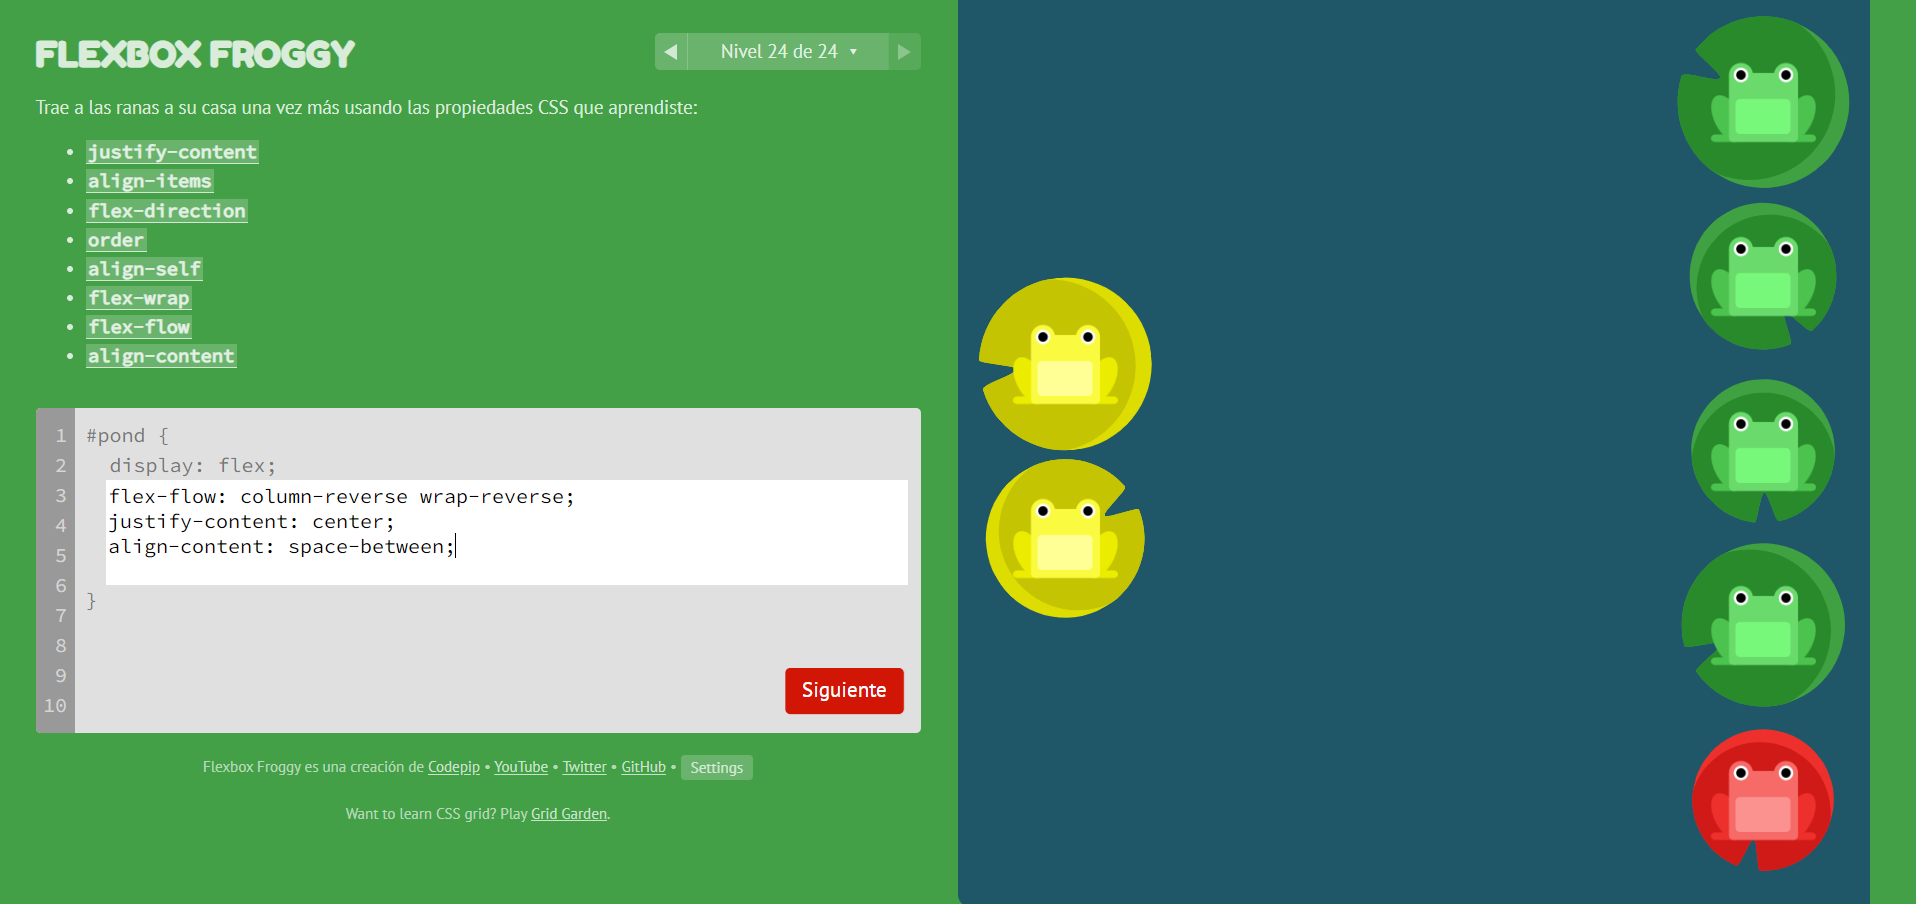 FLEXBOX FROGGY
◀ Nivel 24 de 24 ▾ ▶
Trae a las ranas a su casa una vez más usando las propiedades CSS que aprendiste:
• justify-content
• align-items
• flex-direction
• order
• align-self
• flex-wrap
• flex-flow
• align-content
1 #pond {
2 display: flex;
3 flex-flow: column-reverse wrap-reverse;
4 justify-content: center;
5 align-content: space-between;
6 }
7
8
9
10
Siguiente
Flexbox Froggy es una creación de Codepip • YouTube • Twitter • GitHub • Settings
Want to learn CSS grid? Play Grid Garden.